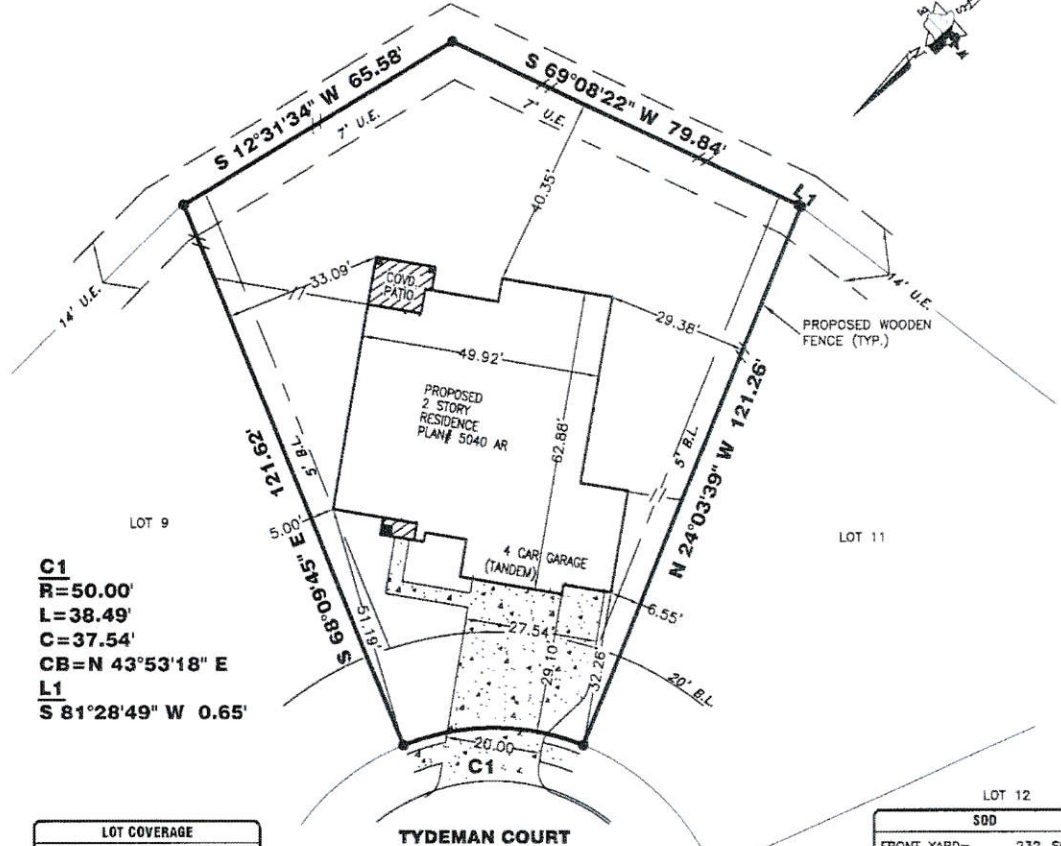 S 12°31'34" W 65.58'
S 69°08'22" W 79.84'
7' U.E.
7' U.E.
L1
14' U.E.
14' U.E.
40.35'
33.09'
COVD.
PATIO
29.38'
PROPOSED WOODEN
FENCE (TYP.)
49.92'
PROPOSED
2 STORY
RESIDENCE
PLAN# 5040 AR
62.88'
5' B.L.
5' B.L.
S 68°09'45" E 121.62'
N 24°03'39" W 121.26'
LOT 9
LOT 11
5.00'
4 CAR GARAGE
(TANDEM)
C1
R=50.00'
L=38.49'
C=37.54'
CB=N 43°53'18" E
L1
S 81°28'49" W 0.65'
51.19'
27.54'
6.55'
29.10'
32.26'
20' B.L.
20.00
C1
LOT 12
LOT COVERAGE
TYDEMAN COURT
SOD
FRONT YARD= 232